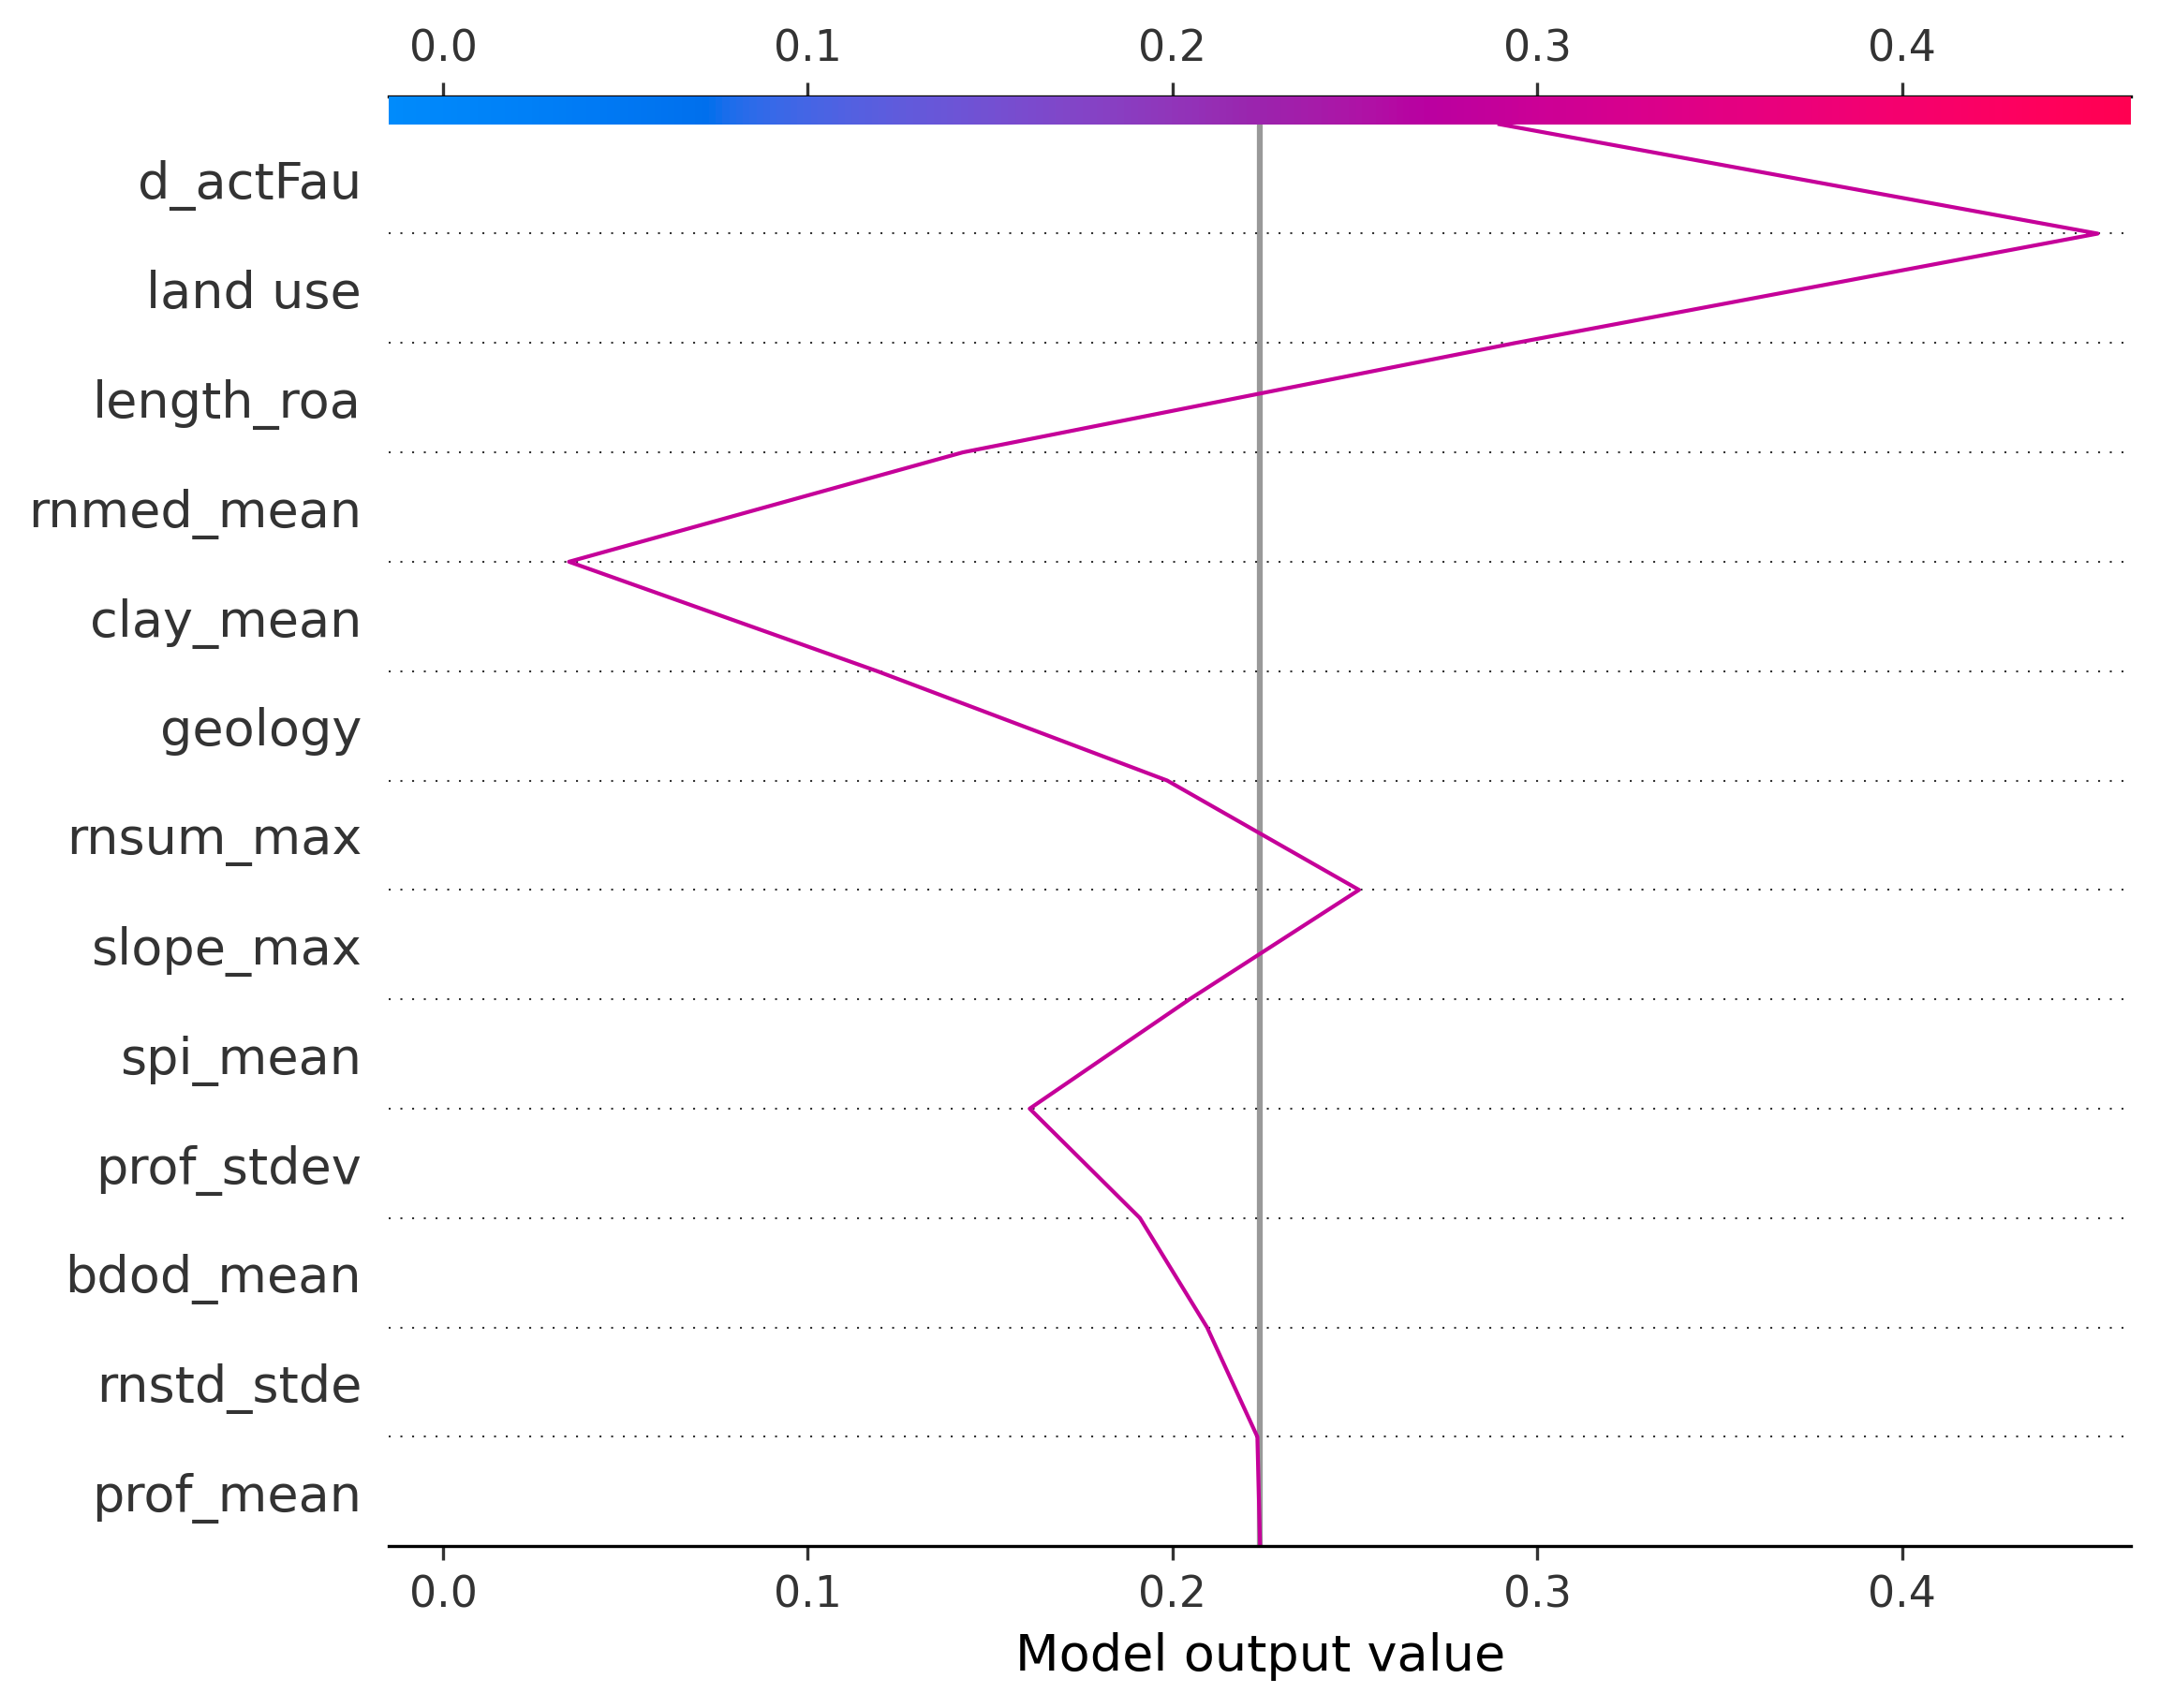 0.0 0.1 0.2 0.3 0.4
d_actFau
land use
length_roa
rnmed_mean
clay_mean
geology
rnsum_max
slope_max
spi_mean
prof_stdev
bdod_mean
rnstd_stde
prof_mean
0.0 0.1 0.2 0.3 0.4
Model output value